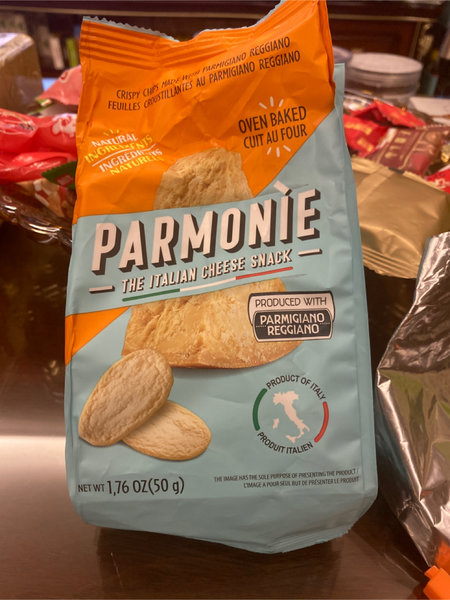 CRISPY CHIPS MADE WITH PARMIGIANO REGGIANO
FEUILLES CROUSTILLANTES AU PARMIGIANO REGGIANO
OVEN BAKED
CUIT AU FOUR
NATURAL
INGREDIENTS
INGRÉDIENTS
NATURELS
PARMONÌE
THE ITALIAN CHEESE SNACK
PRODUCED WITH
PARMIGIANO
REGGIANO
PRODUCT OF ITALY
PRODUIT ITALIEN
NET WT 1,76 OZ(50 g)
THE IMAGE HAS THE SOLE PURPOSE OF PRESENTING THE PRODUCT
L'IMAGE A POUR SEUL BUT DE PRÉSENTER LE PRODUIT